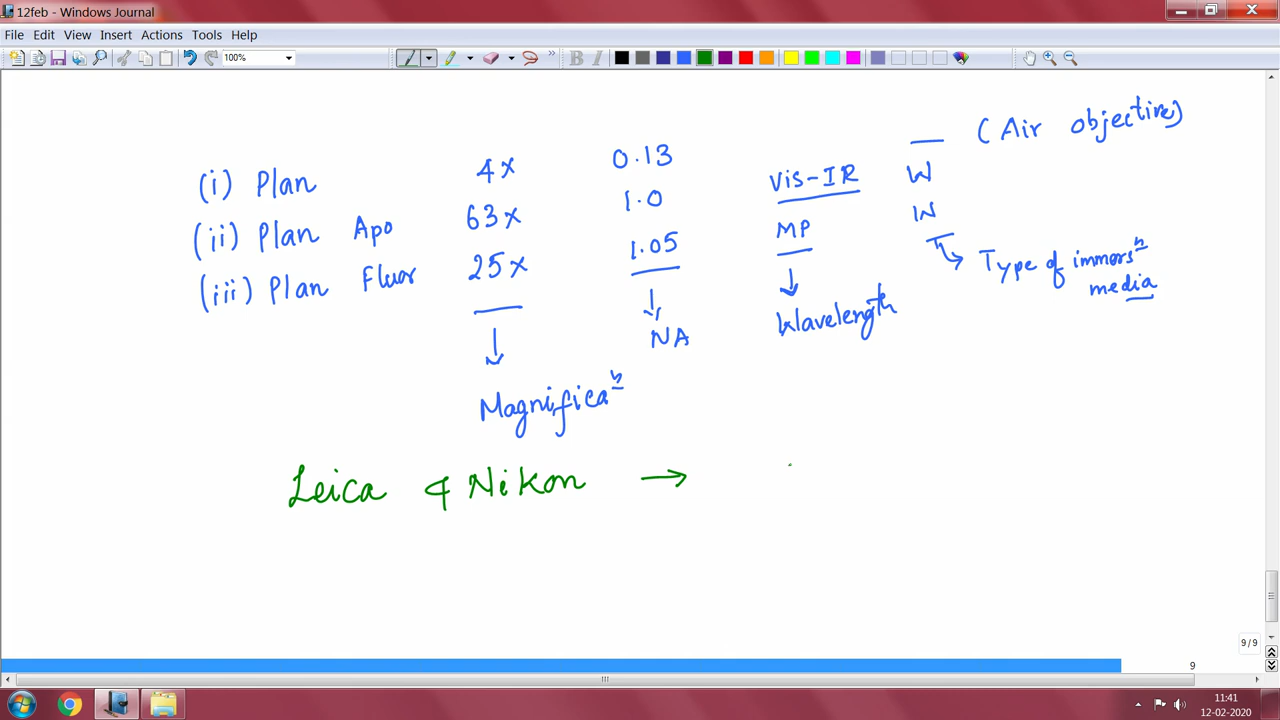 12feb - Windows Journal
File Edit View Insert Actions Tools Help
100%
B I
(i) Plan 4x 0.13 — (Air objective)
(ii) Plan Apo 63x 1.0 Vis-IR W
(iii) Plan Fluor 25x 1.05 MP IN
NA Wavelength Type of immersⁿ media
Magnificaⁿ
Leica & Nikon →
9/9
9
11:41
12-02-2020